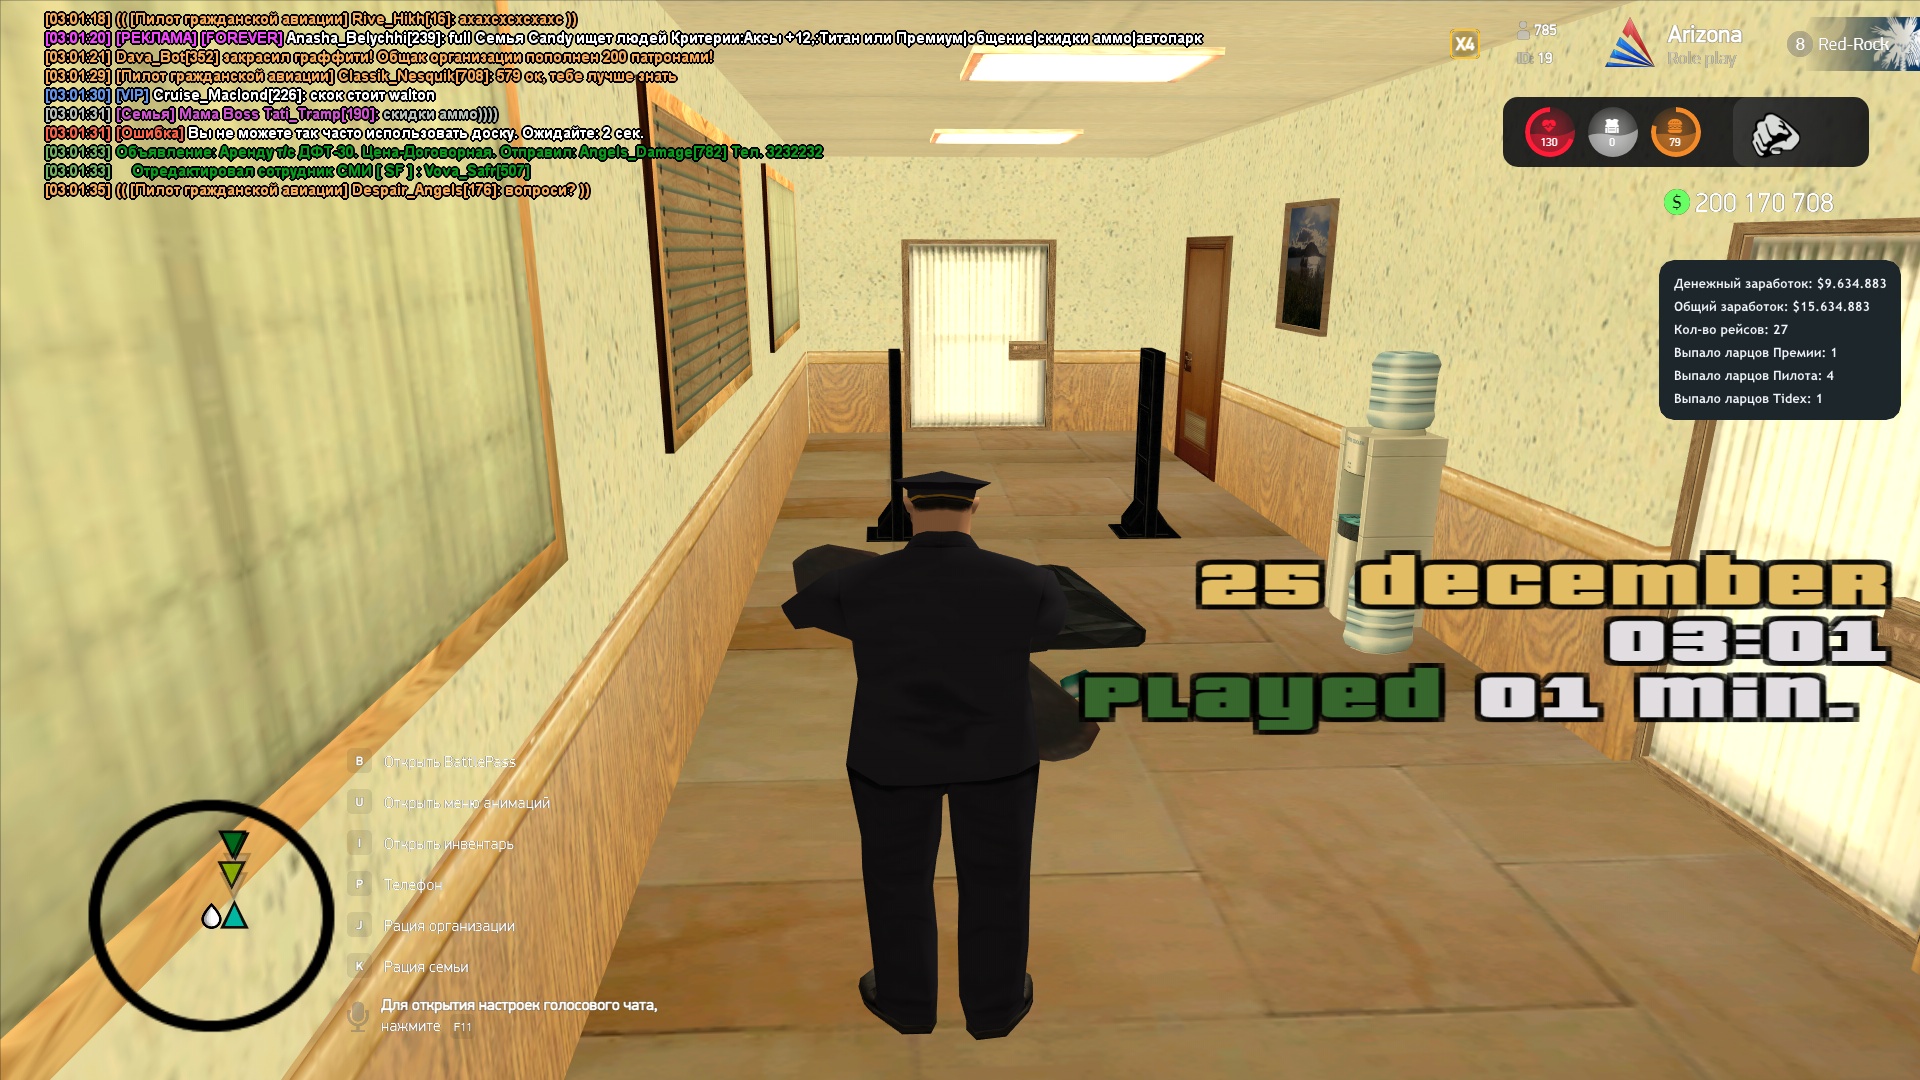 [03:01:18] (( [Пилот гражданской авиации] Rive_Hikh[16]: ахахсхсхсхахс ))
[03:01:20] [РЕКЛАМА] [FOREVER] Anasha_Belychhi[239]: full Семья Candy ищет людей Критерии:Аксы +12,:Титан или Премиум|общение|скидки аммо|автопарк
[03:01:21] Dava_Bot[352] закрасил граффити! Общак организации пополнен 200 патронами!
[03:01:29] [Пилот гражданской авиации] Classik_Nesquik[708]: 579 ок, тебе лучше знать
[03:01:30] [VIP] Cruise_Maclond[226]: скок стоит walton
[03:01:31] [Семья] Мама Boss Tati_Tramp[190]: скидки аммо))))
[03:01:31] [Ошибка] Вы не можете так часто использовать доску. Ожидайте: 2 сек.
[03:01:33] Объявление: Аренду т/с ДФТ-30. Цена-Договорная. Отправил: Angels_Damage[782] Тел. 3232232
[03:01:33] Отредактировал сотрудник СМИ [ SF ] : Vova_Safr[507]
[03:01:35] (( [Пилот гражданской авиации] Despair_Angels[176]: вопроси? ))
X4
785
ID: 19
Arizona
Role play
8 Red-Rock
130
0
79
$ 200 170 708
Денежный заработок: $9.634.883
Общий заработок: $15.634.883
Кол-во рейсов: 27
Выпало ларцов Премии: 1
Выпало ларцов Пилота: 4
Выпало ларцов Tidex: 1
25 december
03:01
Played 01 min.
B Открыть BattlePass
U Открыть меню анимаций
I Открыть инвентарь
P Телефон
J Рация организации
K Рация семьи
Для открытия настроек голосового чата,
нажмите F11